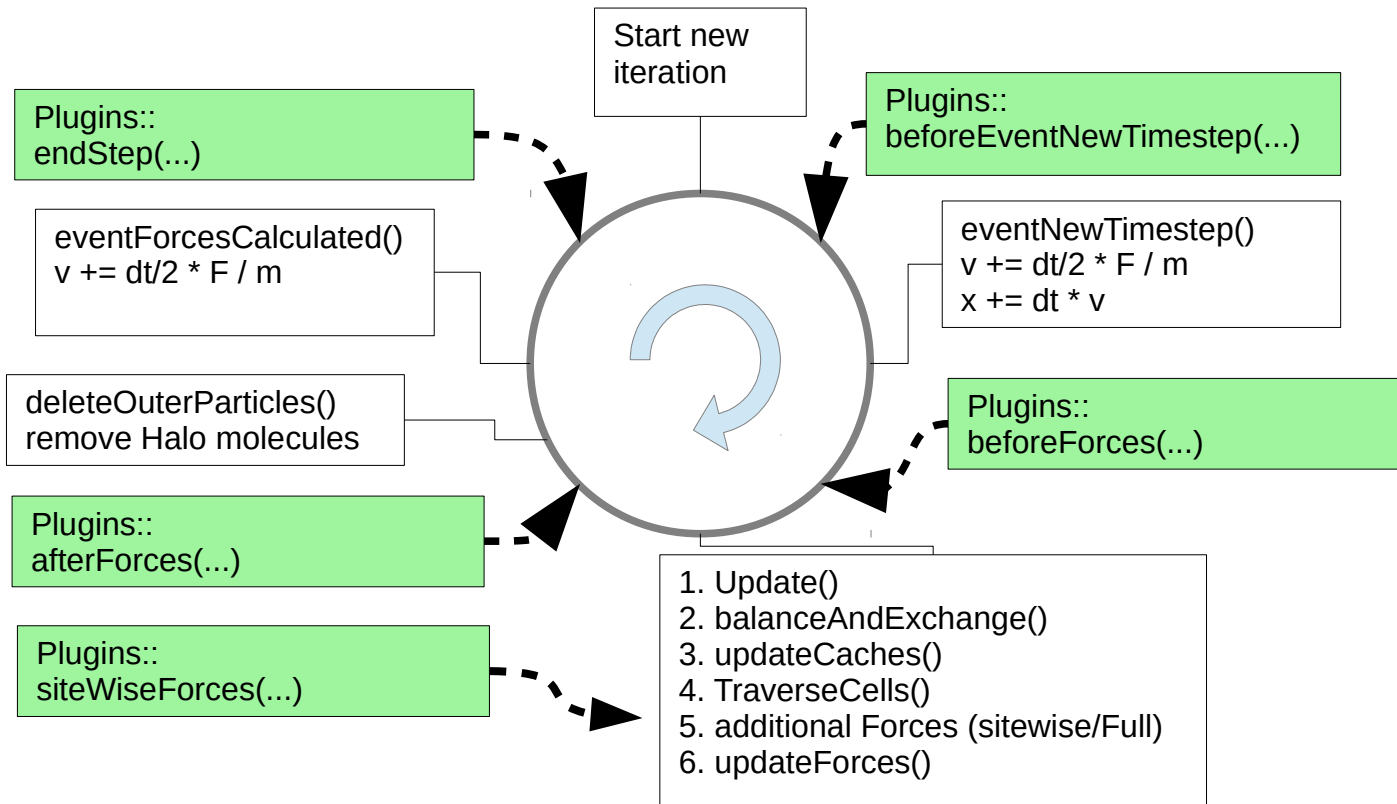 Start new
iteration
Plugins::
beforeEventNewTimestep(...)
eventNewTimestep()
v += dt/2 * F / m
x += dt * v
Plugins::
beforeForces(...)
1. Update()
2. balanceAndExchange()
3. updateCaches()
4. TraverseCells()
5. additional Forces (sitewise/Full)
6. updateForces()
Plugins::
siteWiseForces(...)
Plugins::
afterForces(...)
deleteOuterParticles()
remove Halo molecules
eventForcesCalculated()
v += dt/2 * F / m
Plugins::
endStep(...)